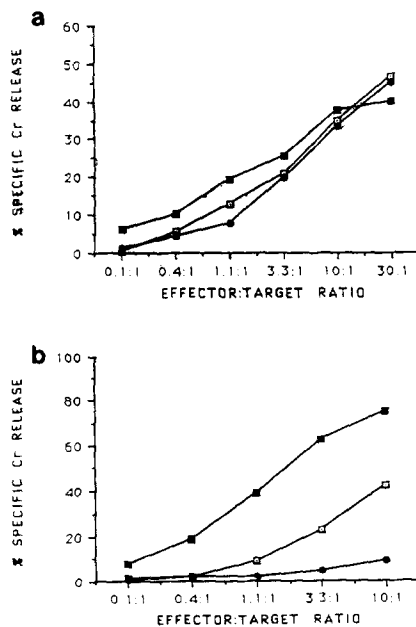 a
% SPECIFIC Cr RELEASE
60
50
40
30
20
10
0
0.1:1 0.4:1 1.1:1 3.3:1 10:1 30:1
EFFECTOR:TARGET RATIO
b
% SPECIFIC Cr RELEASE
100
80
60
40
20
0
0.1:1 0.4:1 1.1:1 3.3:1 10:1
EFFECTOR:TARGET RATIO